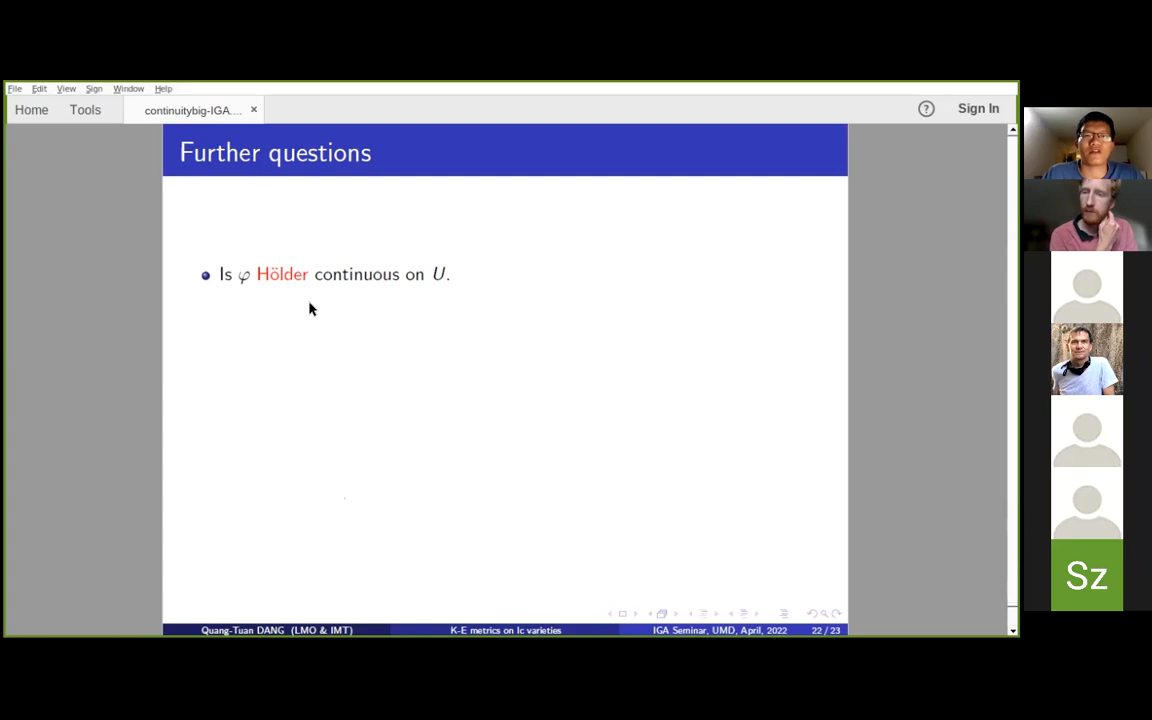 File Edit View Sign Window Help
Home Tools continuitybig-IGA.... × ? Sign In
Further questions
Is φ Hölder continuous on U.
Quang-Tuan DANG (LMO & IMT) K-E metrics on lc varieties IGA Seminar, UMD, April, 2022 22 / 23
Sz